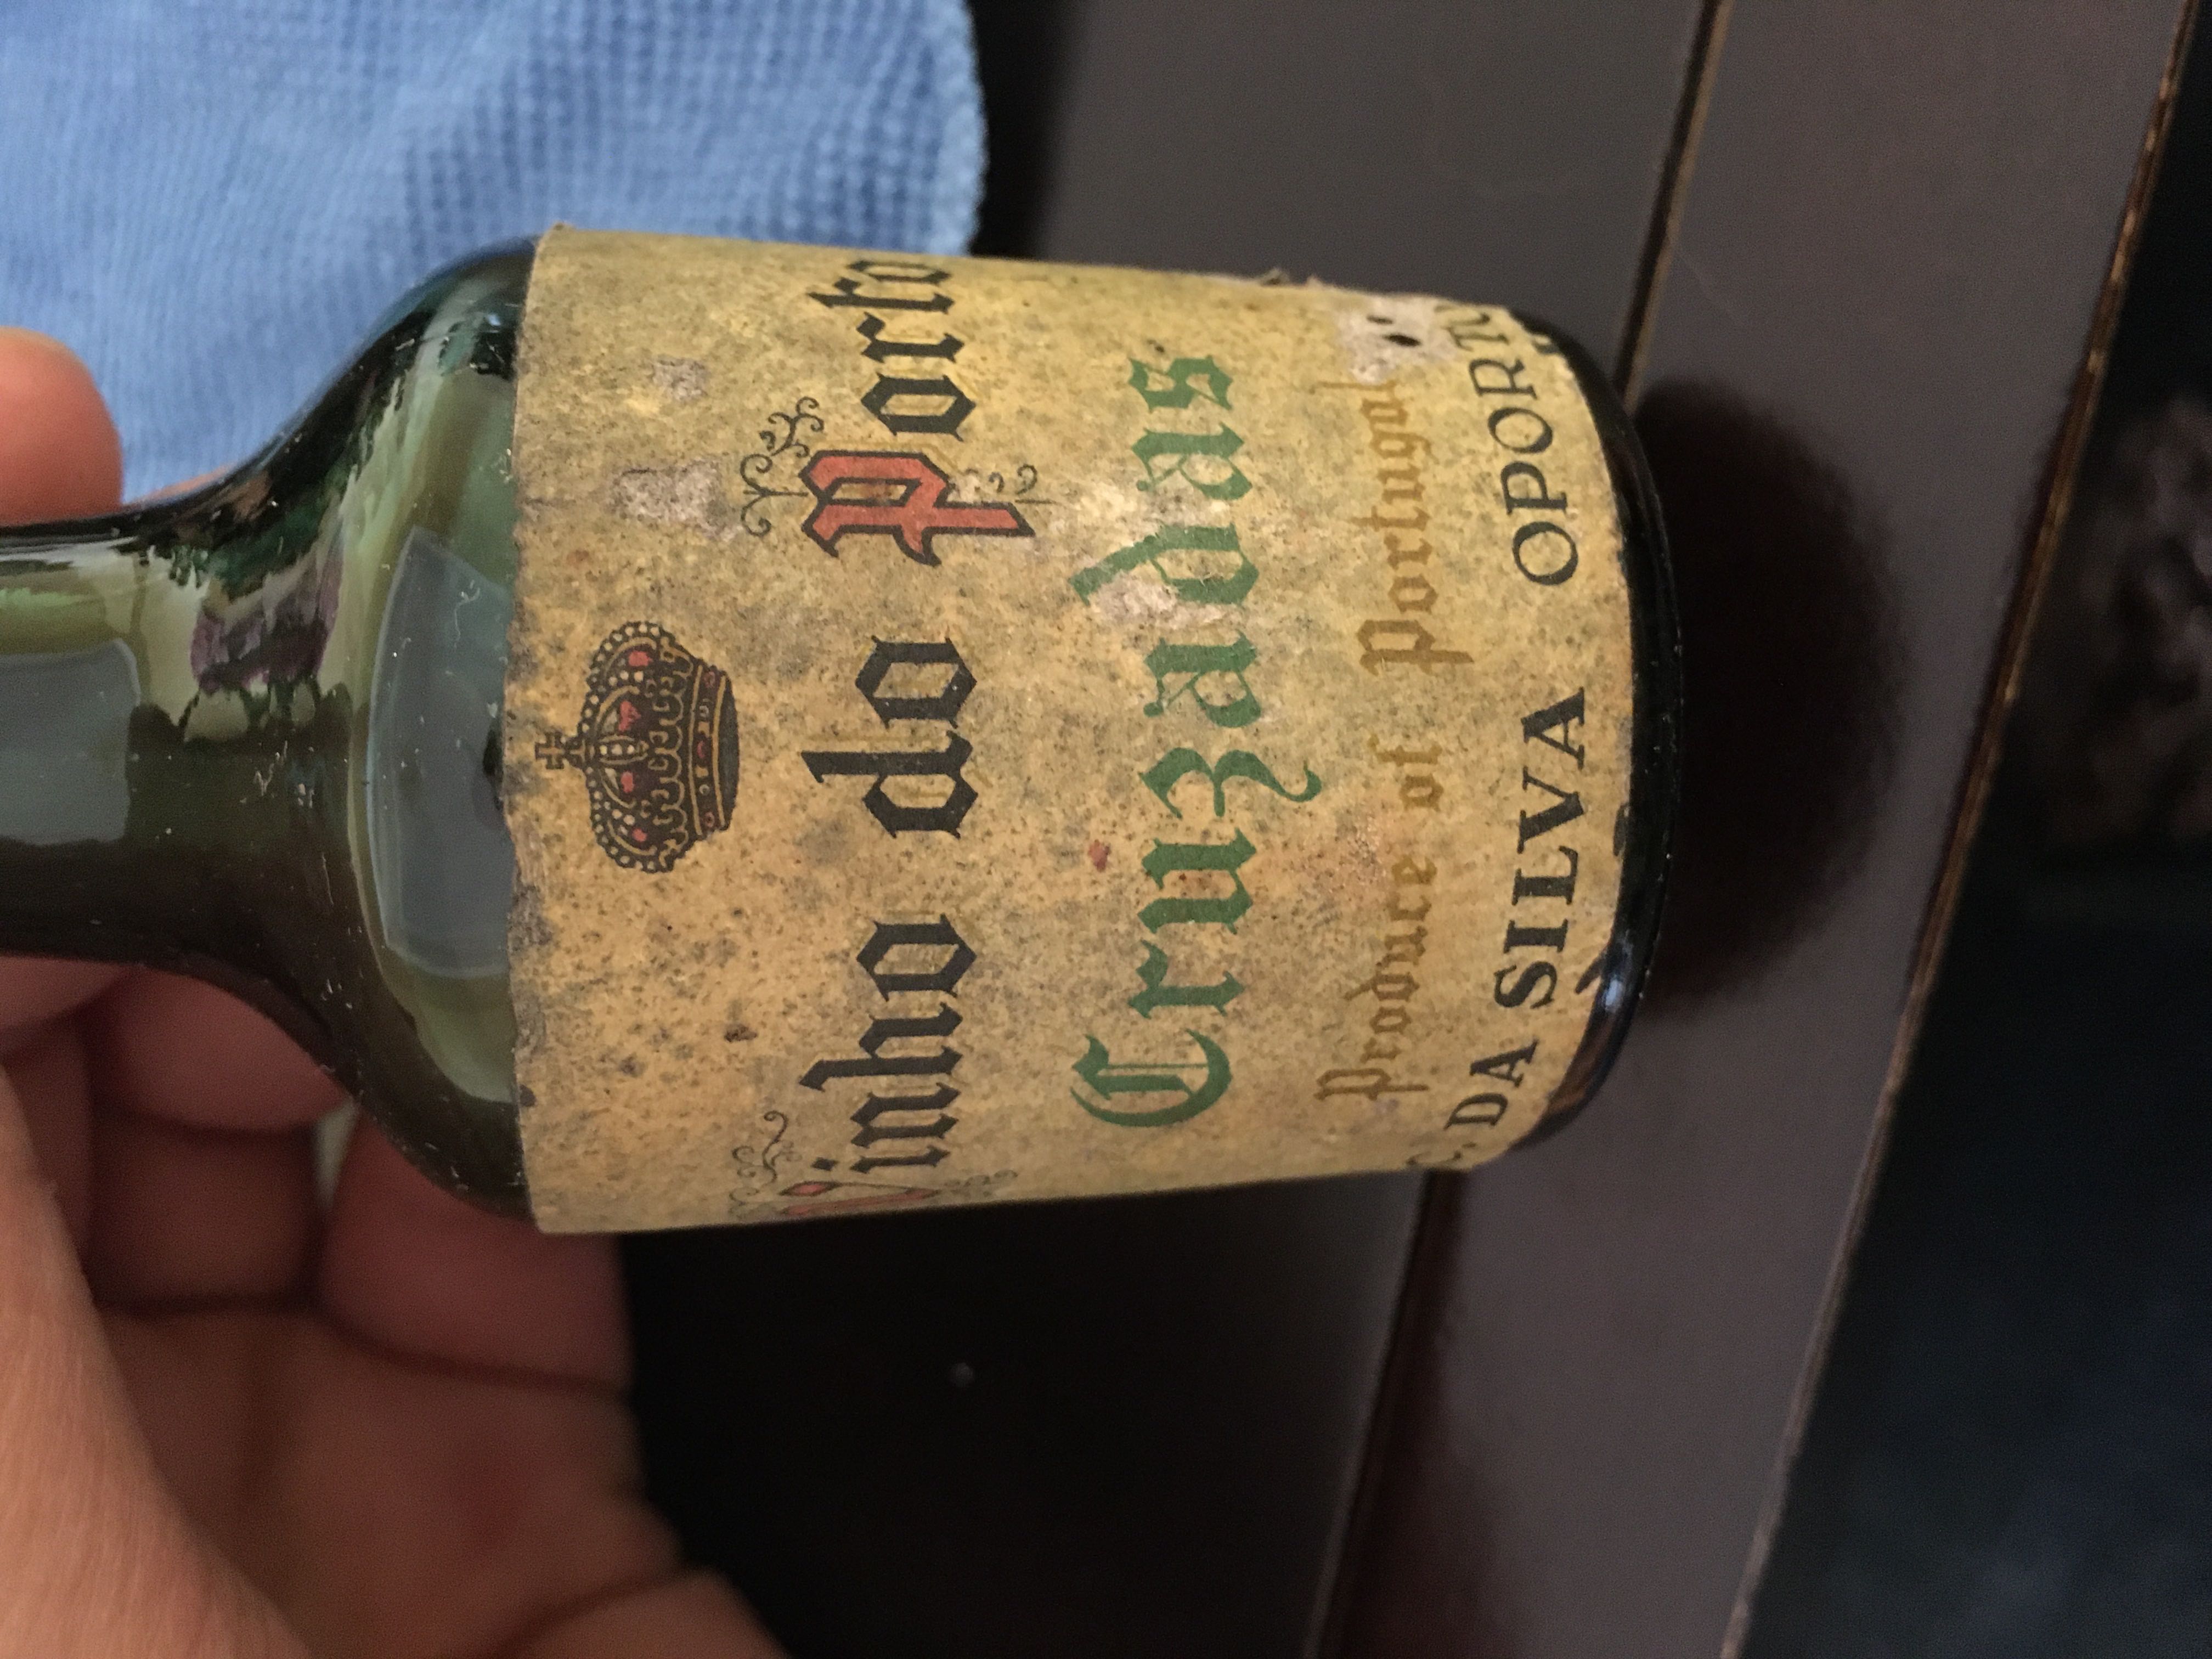 Vinho do Porto
Cruzadas
Produce of Portugal
C. DA SILVA OPORTO